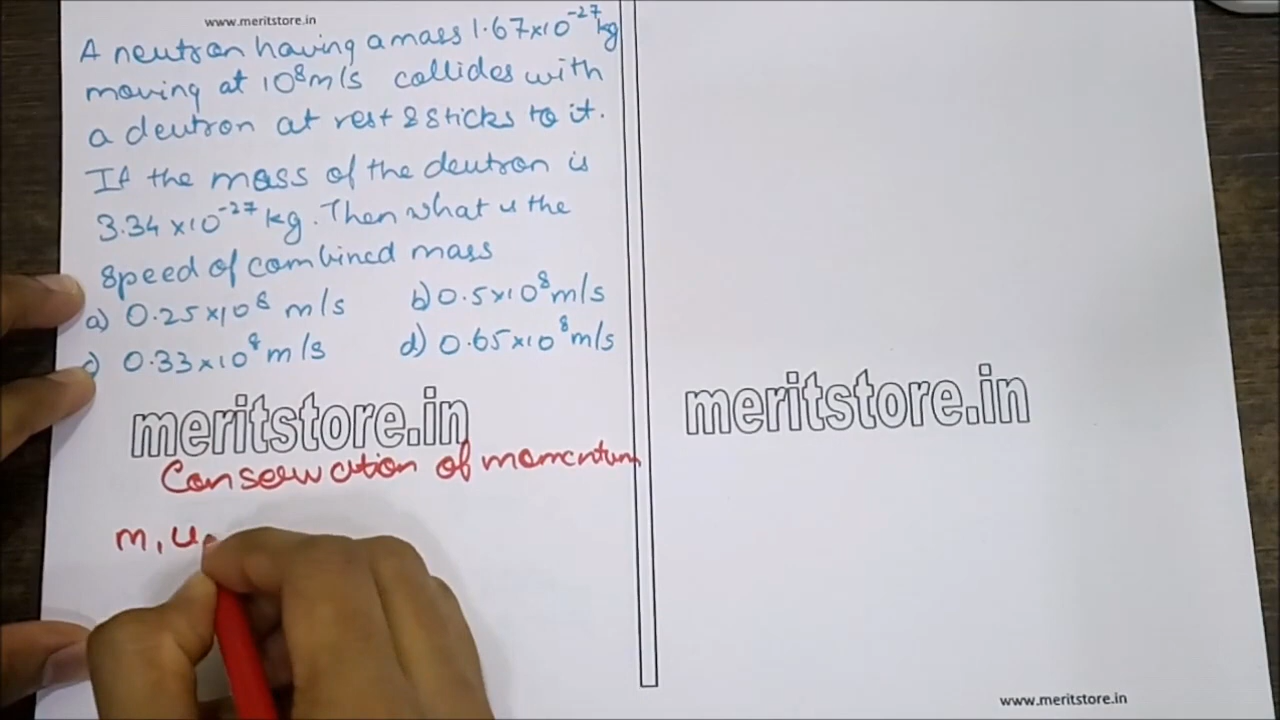 www.meritstore.in
A neutron having a mass 1.67×10⁻²⁷ kg
moving at 10⁸ m/s collides with
a deutron at rest & sticks to it.
If the mass of the deutron is
3.34 ×10⁻²⁷ kg. Then what is the
speed of combined mass
a) 0.25×10⁸ m/s b) 0.5×10⁸ m/s
c) 0.33×10⁸ m/s d) 0.65×10⁸ m/s
meritstore.in
Conservation of momentum
m₁u
meritstore.in
www.meritstore.in